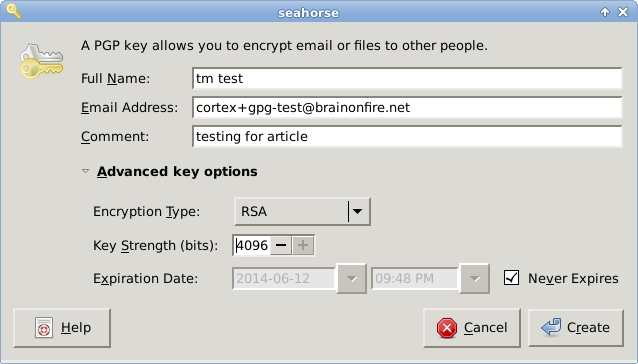 seahorse
A PGP key allows you to encrypt email or files to other people.
Full Name: tm test
Email Address: cortex+gpg-test@brainonfire.net
Comment: testing for article
Advanced key options
Encryption Type: RSA
Key Strength (bits): 4096
Expiration Date: 2014-06-12 09:48 PM Never Expires
Help Cancel Create